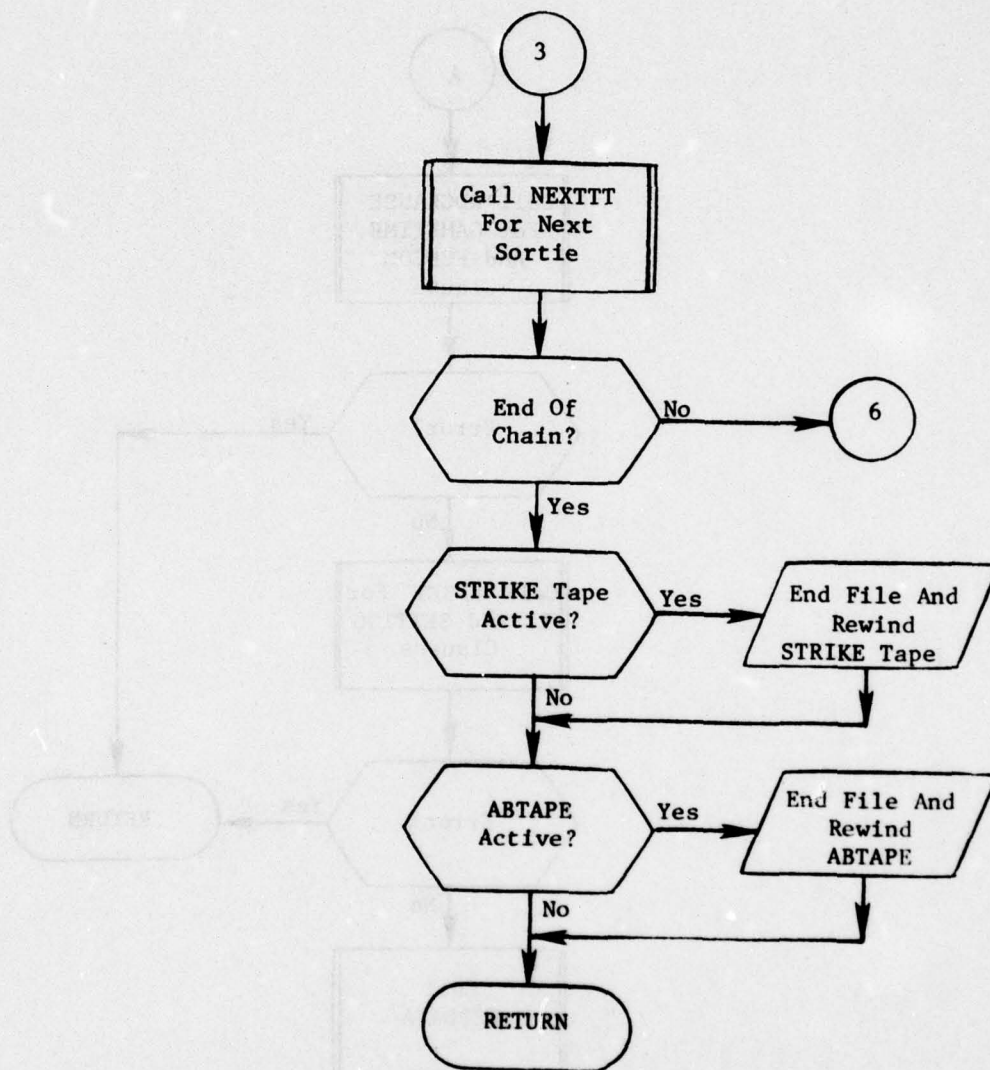 3
Call NEXTTT
For Next
Sortie
End Of
Chain?
No
6
Yes
STRIKE Tape
Active?
Yes
End File And
Rewind
STRIKE Tape
No
ABTAPE
Active?
Yes
End File And
Rewind
ABTAPE
No
RETURN